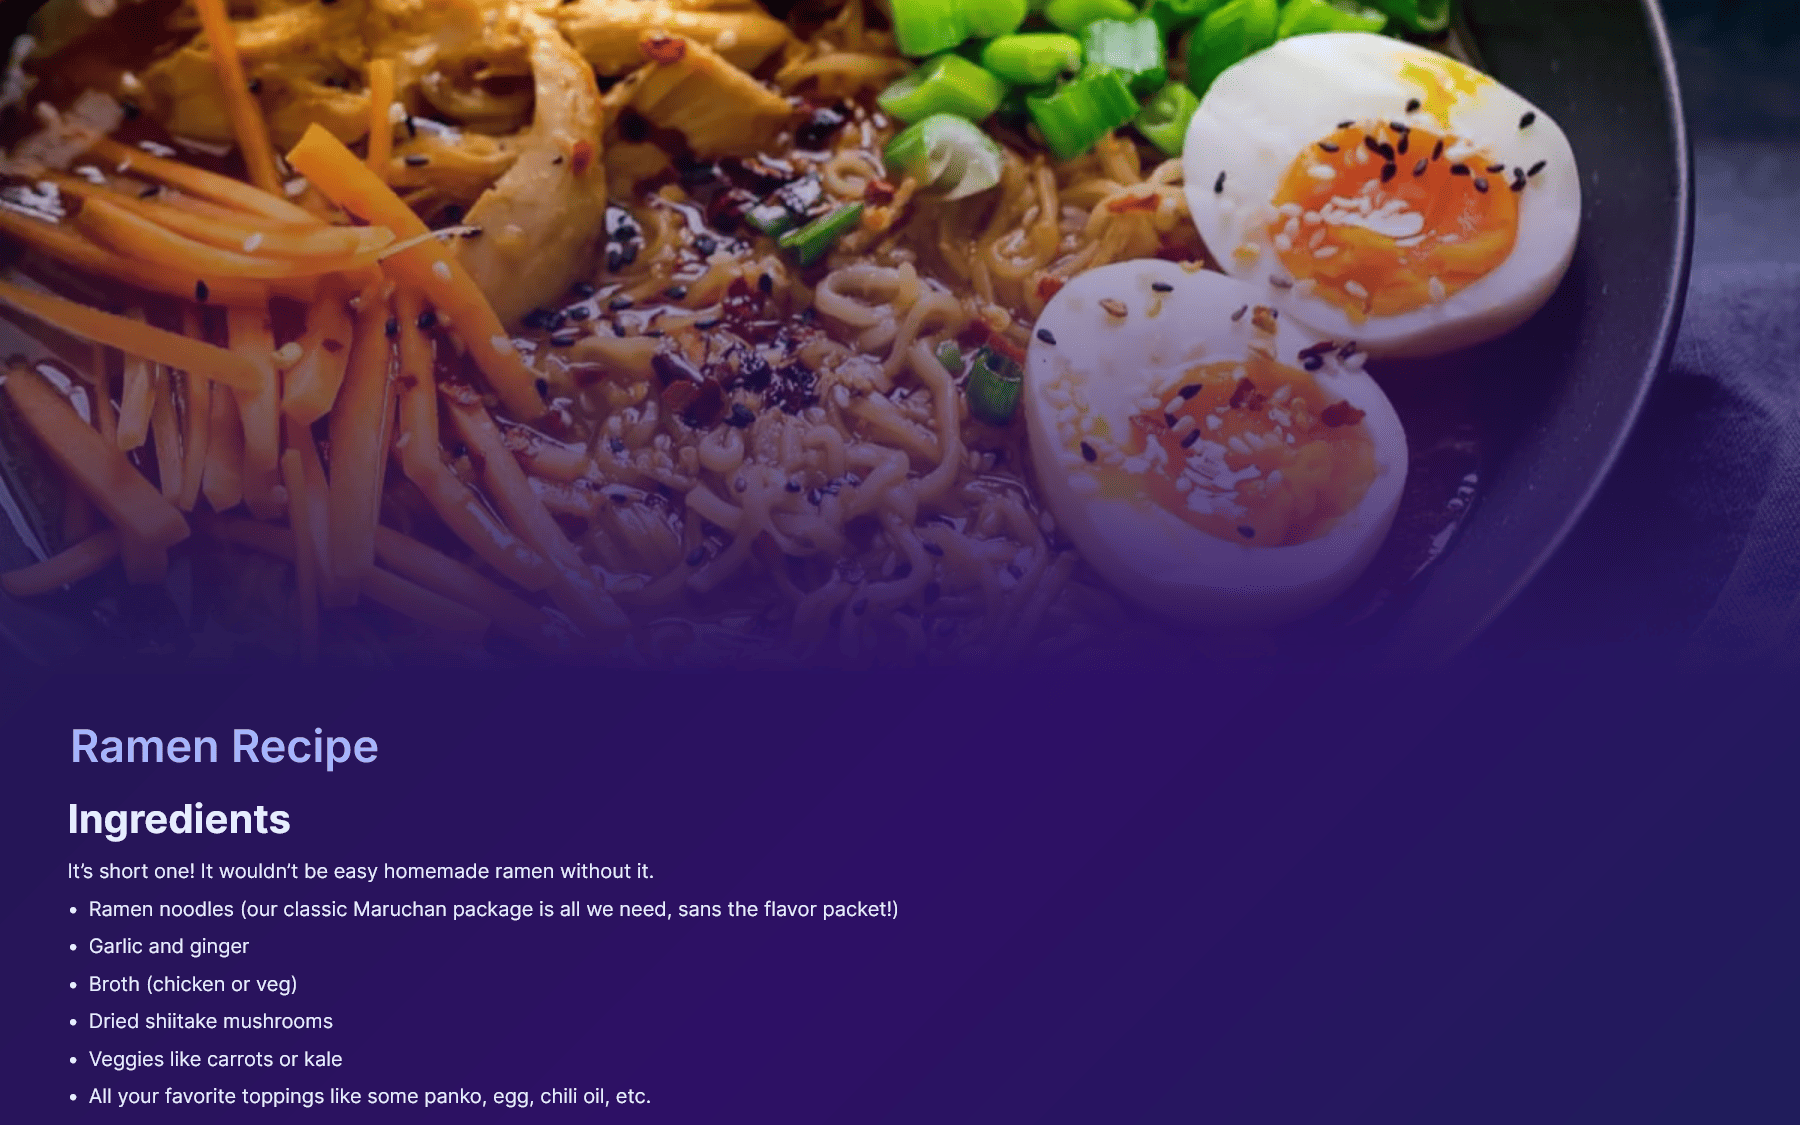 Ramen Recipe
Ingredients
It’s short one! It wouldn’t be easy homemade ramen without it.
• Ramen noodles (our classic Maruchan package is all we need, sans the flavor packet!)
• Garlic and ginger
• Broth (chicken or veg)
• Dried shiitake mushrooms
• Veggies like carrots or kale
• All your favorite toppings like some panko, egg, chili oil, etc.